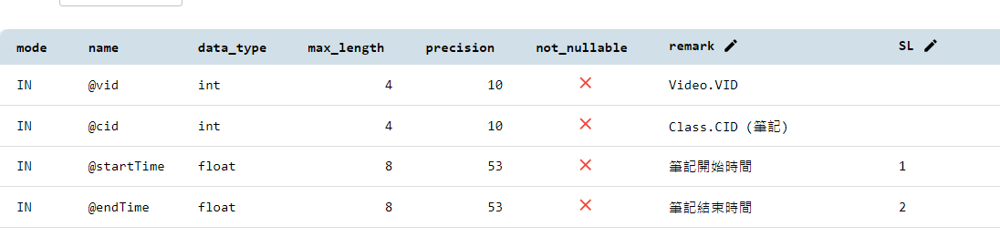 mode name data_type max_length precision not_nullable remark SL
IN @vid int 4 10 Video.VID
IN @cid int 4 10 Class.CID (筆記)
IN @startTime float 8 53 筆記開始時間 1
IN @endTime float 8 53 筆記結束時間 2